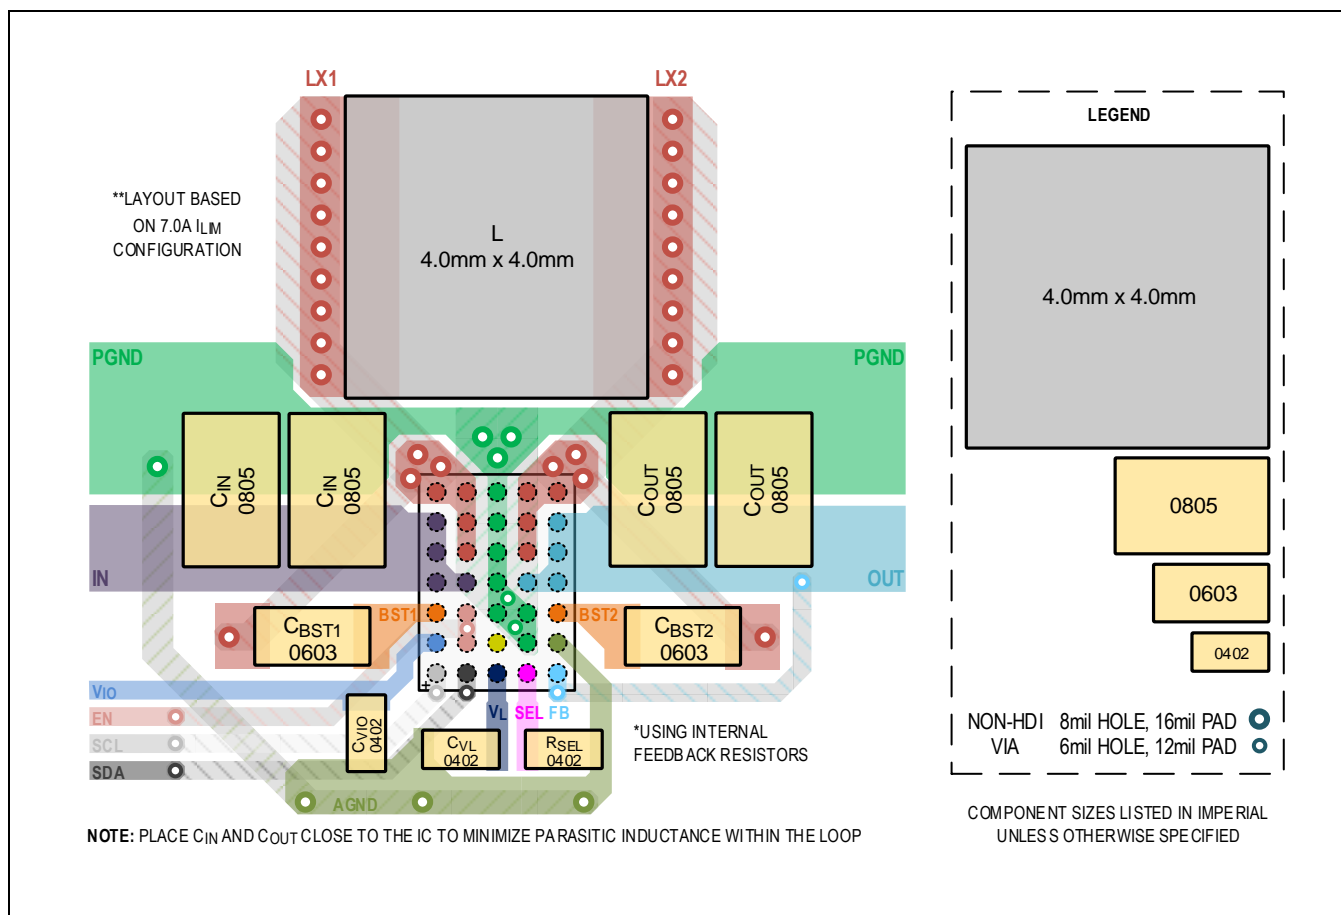 LX1
LX2
**LAYOUT BASED
ON 7.0A ILIM
CONFIGURATION
L
4.0mm x 4.0mm
PGND
PGND
CIN
0805
CIN
0805
COUT
0805
COUT
0805
IN
OUT
BST1
BST2
CBST1
0603
CBST2
0603
VIO
EN
SCL
SDA
+
CVIO
0402
VL
SEL
FB
CVL
0402
RSEL
0402
*USING INTERNAL
FEEDBACK RESISTORS
AGND
NOTE: PLACE CIN AND COUT CLOSE TO THE IC TO MINIMIZE PARASITIC INDUCTANCE WITHIN THE LOOP
LEGEND
4.0mm x 4.0mm
0805
0603
0402
NON-HDI 8mil HOLE, 16mil PAD
VIA 6mil HOLE, 12mil PAD
COMPONENT SIZES LISTED IN IMPERIAL
UNLESS OTHERWISE SPECIFIED